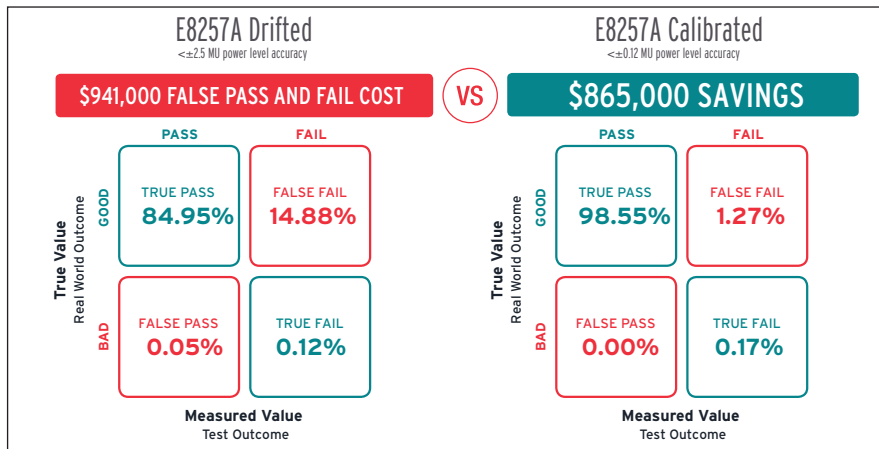 E8257A Drifted
<±2.5 MU power level accuracy
$941,000 FALSE PASS AND FAIL COST
VS
E8257A Calibrated
<±0.12 MU power level accuracy
$865,000 SAVINGS
PASS
FAIL
True Value
Real World Outcome
GOOD
BAD
TRUE PASS
84.95%
FALSE FAIL
14.88%
FALSE PASS
0.05%
TRUE FAIL
0.12%
Measured Value
Test Outcome
PASS
FAIL
True Value
Real World Outcome
GOOD
BAD
TRUE PASS
98.55%
FALSE FAIL
1.27%
FALSE PASS
0.00%
TRUE FAIL
0.17%
Measured Value
Test Outcome